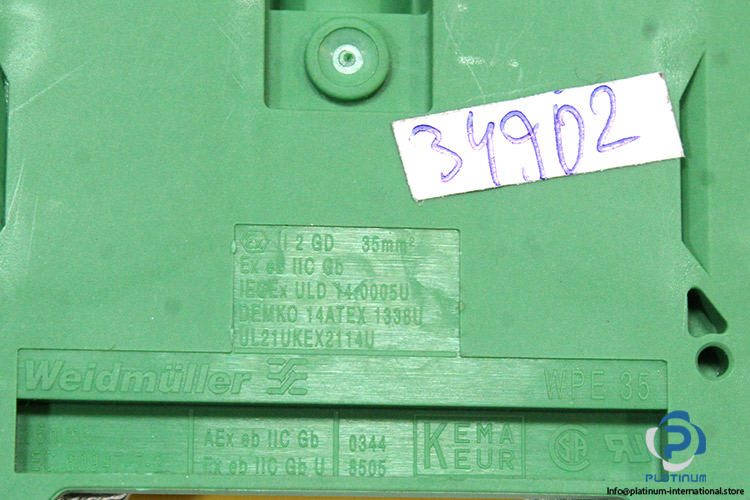 34902
Ex II 2 GD 35mm²
Ex eb IIC Gb
IECEx ULD 14.0005U
DEMKO 14ATEX 1338U
UL21UKEX2114U
Weidmüller WPE 35
AEx eb IIC Gb 0344 KEMA
Ex eb IIC Gb U 8505 KEUR
PLATINUM
Info@platinum-international.store